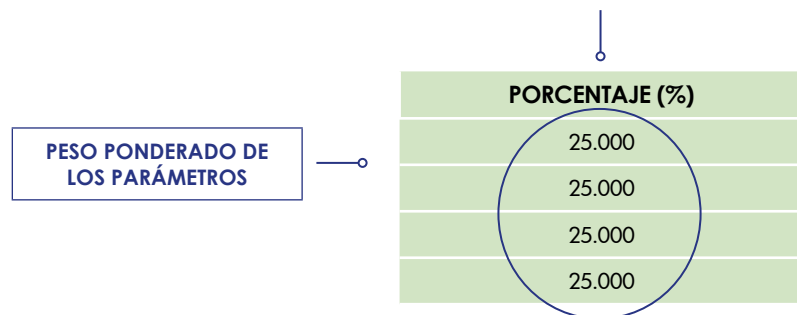 PORCENTAJE (%)
PESO PONDERADO DE
LOS PARÁMETROS
25.000
25.000
25.000
25.000